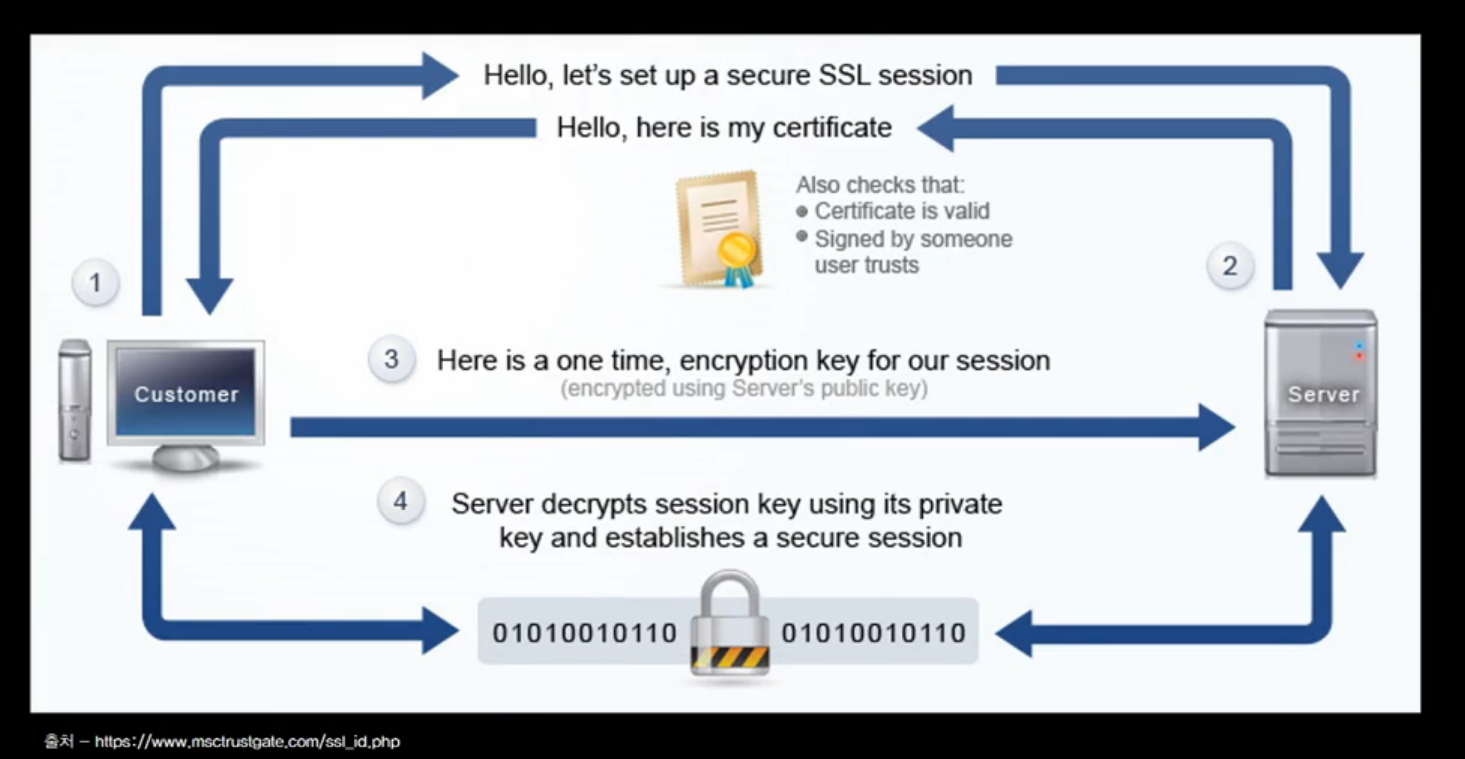 Hello, let's set up a secure SSL session
Hello, here is my certificate
Also checks that:
Certificate is valid
Signed by someone
user trusts
1
2
3
Here is a one time, encryption key for our session
(encrypted using Server's public key)
Customer
Server
4
Server decrypts session key using its private
key and establishes a secure session
01010010110
01010010110
출처 – https://www.msctrustgate.com/ssl_id.php